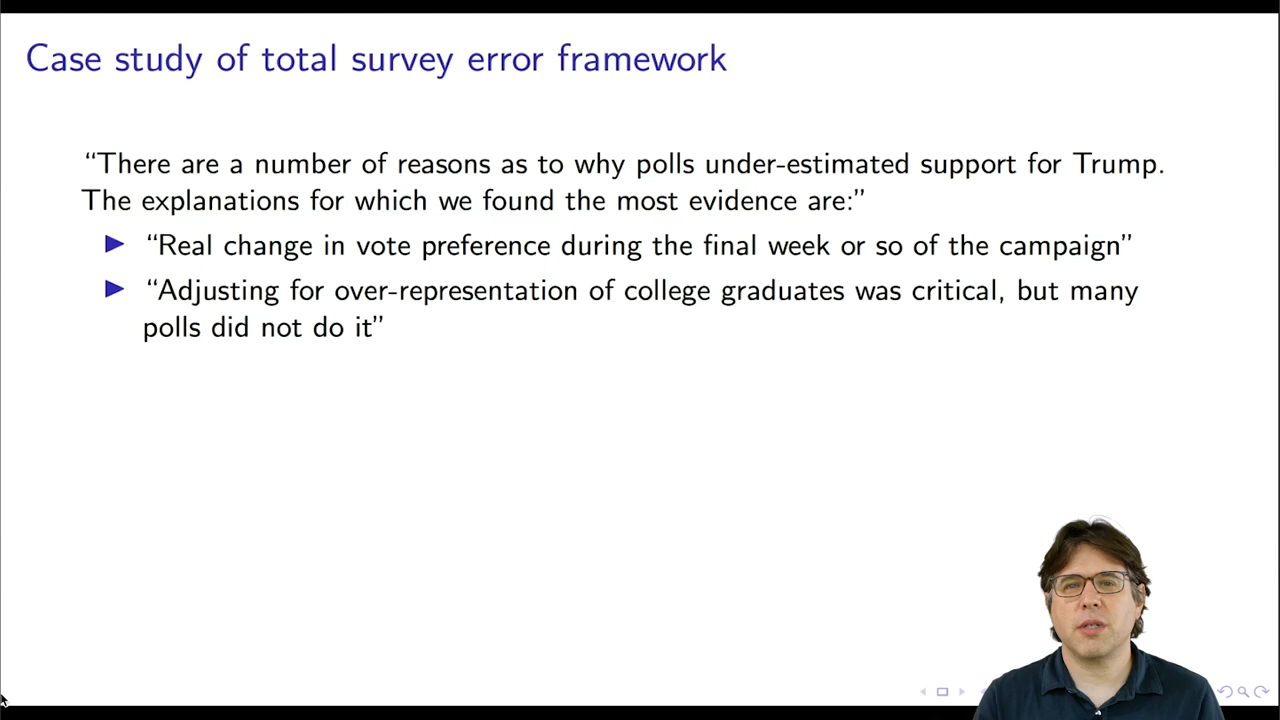 Case study of total survey error framework
“There are a number of reasons as to why polls under-estimated support for Trump.
The explanations for which we found the most evidence are:”
“Real change in vote preference during the final week or so of the campaign”
“Adjusting for over-representation of college graduates was critical, but many
polls did not do it”